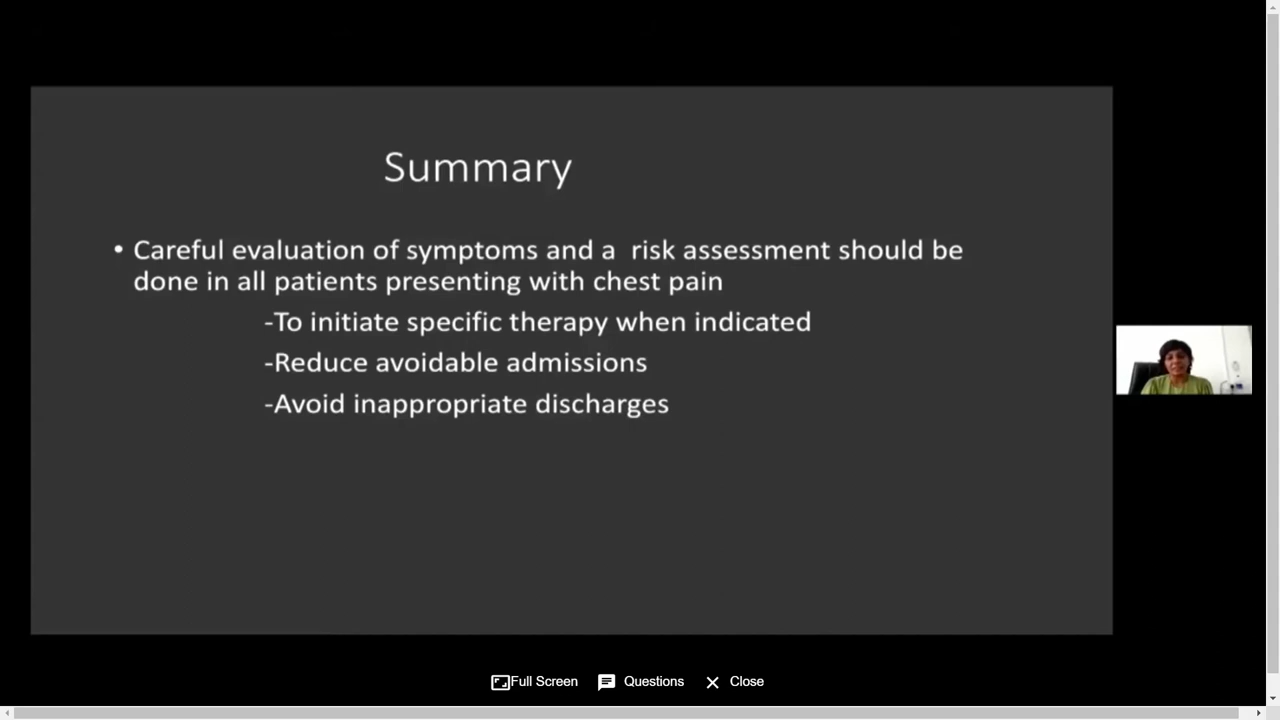 Summary
• Careful evaluation of symptoms and a  risk assessment should be
done in all patients presenting with chest pain
-To initiate specific therapy when indicated
-Reduce avoidable admissions
-Avoid inappropriate discharges
Full Screen Questions Close